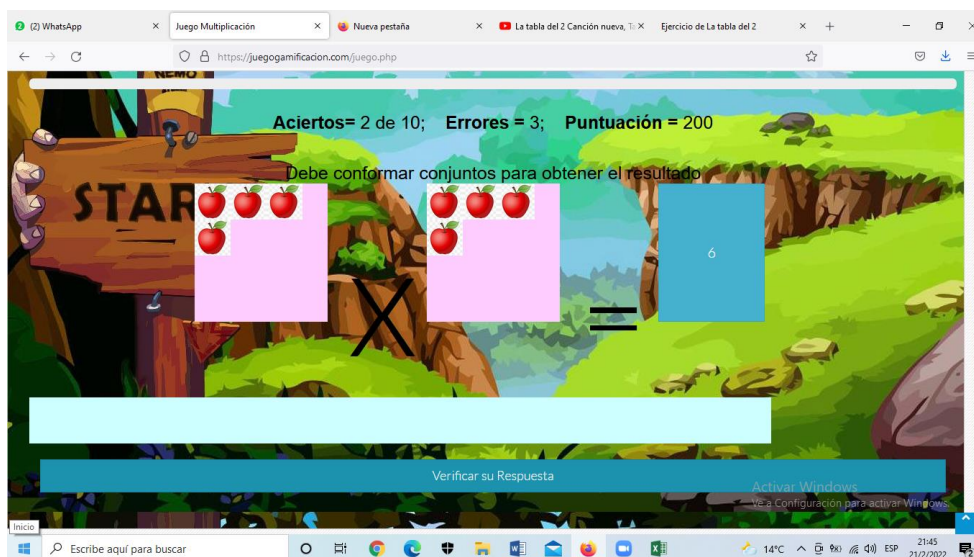 (2) WhatsApp
Juego Multiplicación
Nueva pestaña
La tabla del 2 Canción nueva,
Ejercicio de La tabla del 2
https://juegogamificacion.com/juego.php
NEMO
START
Aciertos= 2 de 10; Errores = 3; Puntuación = 200
Debe conformar conjuntos para obtener el resultado
X
=
6
Verificar su Respuesta
Activar Windows
Ve a Configuración para activar Windows.
Inicio
Escribe aquí para buscar
14°C
ESP
21:45
21/2/2022